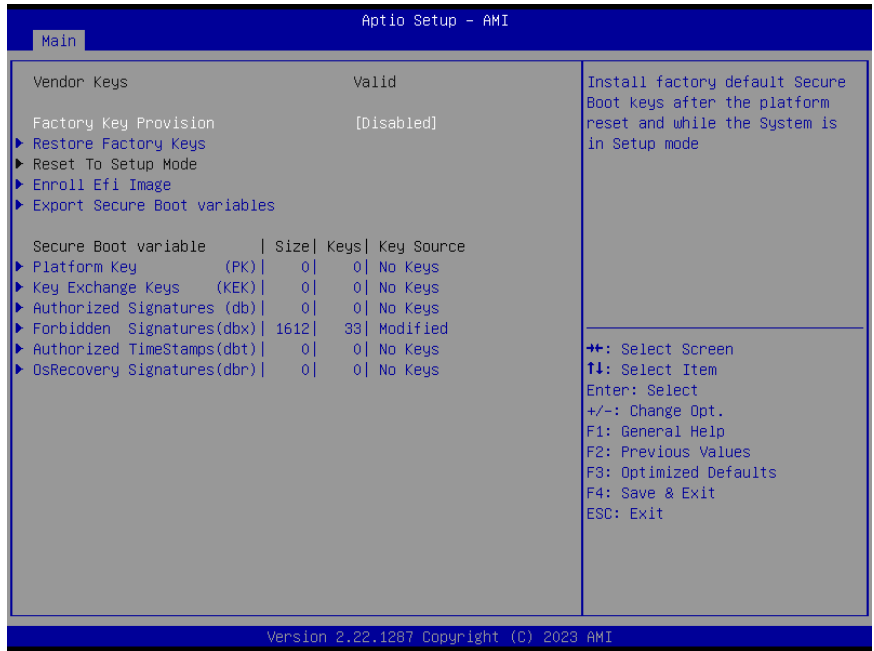 Aptio Setup – AMI
Main
Vendor Keys Valid
Factory Key Provision [Disabled]
Restore Factory Keys
Reset To Setup Mode
Enroll Efi Image
Export Secure Boot variables
Secure Boot variable | Size| Keys| Key Source
Platform Key (PK)| 0| 0| No Keys
Key Exchange Keys (KEK)| 0| 0| No Keys
Authorized Signatures (db)| 0| 0| No Keys
Forbidden Signatures(dbx)| 1612| 33| Modified
Authorized TimeStamps(dbt)| 0| 0| No Keys
OsRecovery Signatures(dbr)| 0| 0| No Keys
Install factory default Secure
Boot keys after the platform
reset and while the System is
in Setup mode
→←: Select Screen
↑↓: Select Item
Enter: Select
+/-: Change Opt.
F1: General Help
F2: Previous Values
F3: Optimized Defaults
F4: Save & Exit
ESC: Exit
Version 2.22.1287 Copyright (C) 2023 AMI